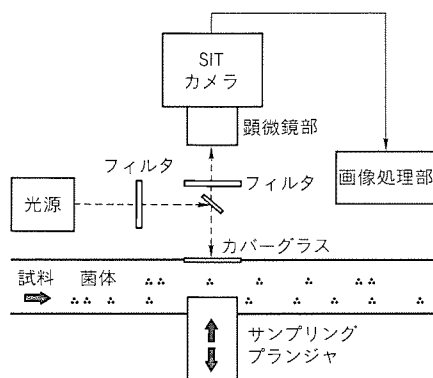 SIT
カメラ
顕微鏡部
フィルタ
フィルタ
光源
画像処理部
カバーグラス
試料
菌体
サンプリング
プランジャ